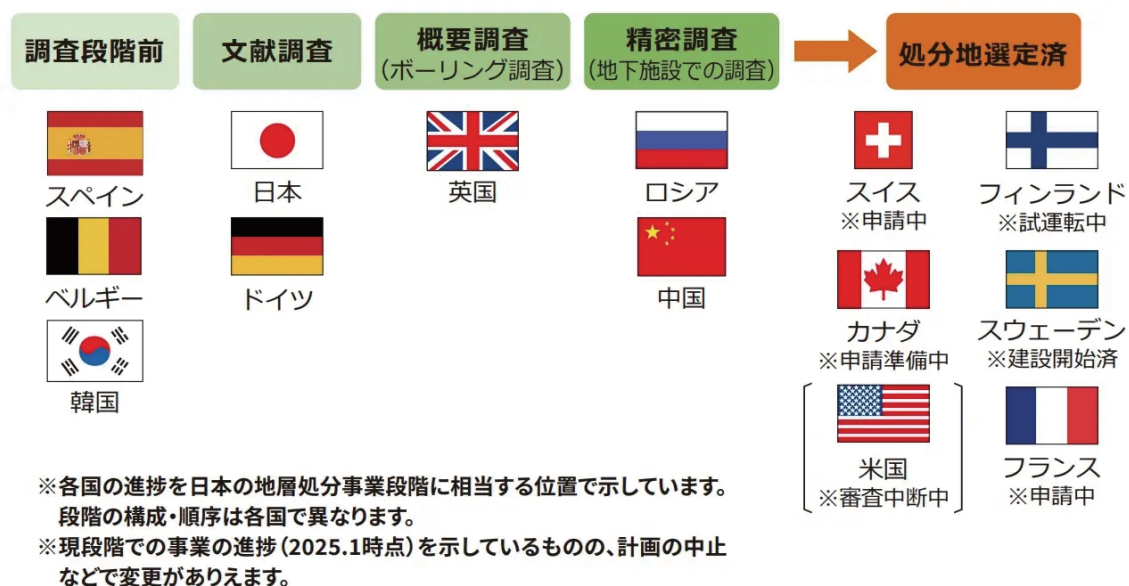 調査段階前
文献調査
概要調査
(ボーリング調査)
精密調査
(地下施設での調査)
処分地選定済
スペイン
ベルギー
韓国
日本
ドイツ
英国
ロシア
中国
スイス
※申請中
カナダ
※申請準備中
米国
※審査中断中
フィンランド
※試運転中
スウェーデン
※建設開始済
フランス
※申請中
※各国の進捗を日本の地層処分事業段階に相当する位置で示しています。
段階の構成・順序は各国で異なります。
※現段階での事業の進捗(2025.1時点)を示しているものの、計画の中止
などで変更がありえます。